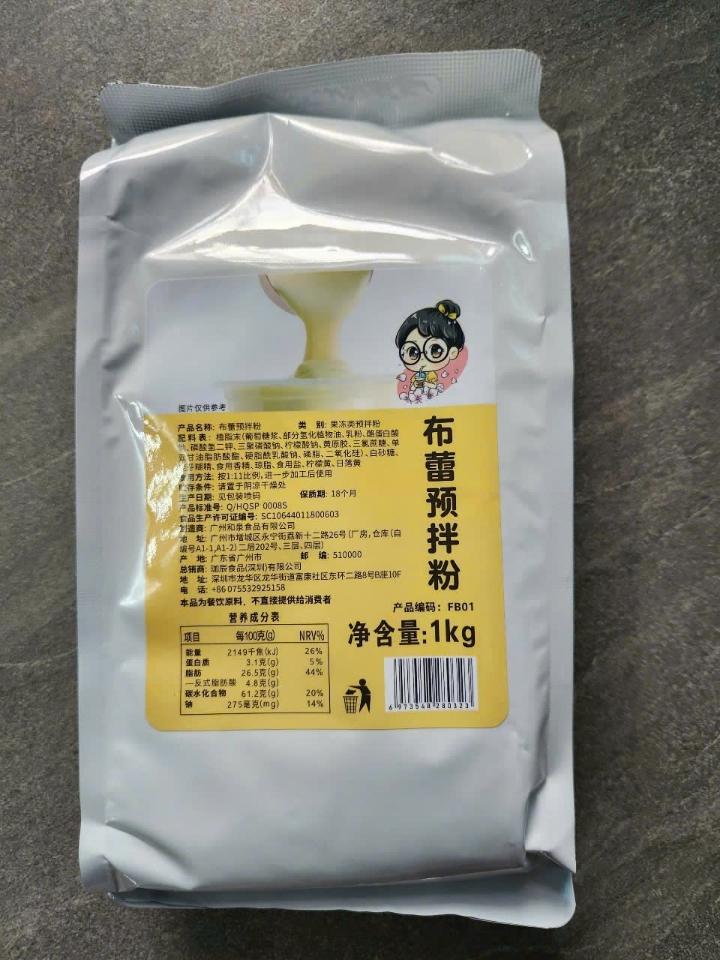 图片仅供参考
产品名称: 布蕾预拌粉 类 别: 果冻类预拌粉
配 料 表: 植脂末(葡萄糖浆、部分氢化植物油、乳粉、酪蛋白酸
钠、磷酸氢二钾、三聚磷酸钠、柠檬酸钠、黄原胶、三氯蔗糖、单
双甘油脂肪酸酯、硬脂酰乳酸钠、磷脂、二氧化硅)、白砂糖、
芽糊精、食用香精、琼脂、食用盐、柠檬黄、日落黄
使用方法: 按1:11比例, 进一步加工后使用
贮存条件: 请置于阴凉干燥处
生产日期: 见包装喷码 保质期: 18个月
产品标准号: Q/HQSP 0008S
食品生产许可证编号: SC10644011800603
制造商: 广州和泉食品有限公司
地 址: 广州市增城区永宁街荔新十二路26号(厂房, 仓库(自
编号A1-1,A1-2)二层202号、三层、四层)
产 地: 广东省广州市 邮 编: 510000
总经销: 珈辰食品(深圳)有限公司
地 址: 深圳市龙华区龙华街道富康社区东环二路8号B座10F
电 话: +86 075532925158
本品为餐饮原料, 不直接提供给消费者
营养成分表
项目 每100克(g) NRV%
能量 2149千焦(kJ) 26%
蛋白质 3.1克(g) 5%
脂肪 26.5克(g) 44%
—反式脂肪酸 4.8克(g)
碳水化合物 61.2克(g) 20%
钠 275毫克(mg) 14%
布蕾预拌粉
产品编码: FB01
净含量:1kg
6 973548 280323